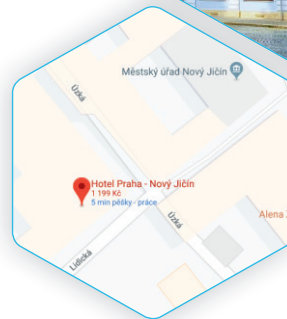 Městský úřad Nový Jičín
Úzká
Hotel Praha - Nový Jičín
1 199 Kč
5 min pěšky - práce
Úzká
Alena
Lidická